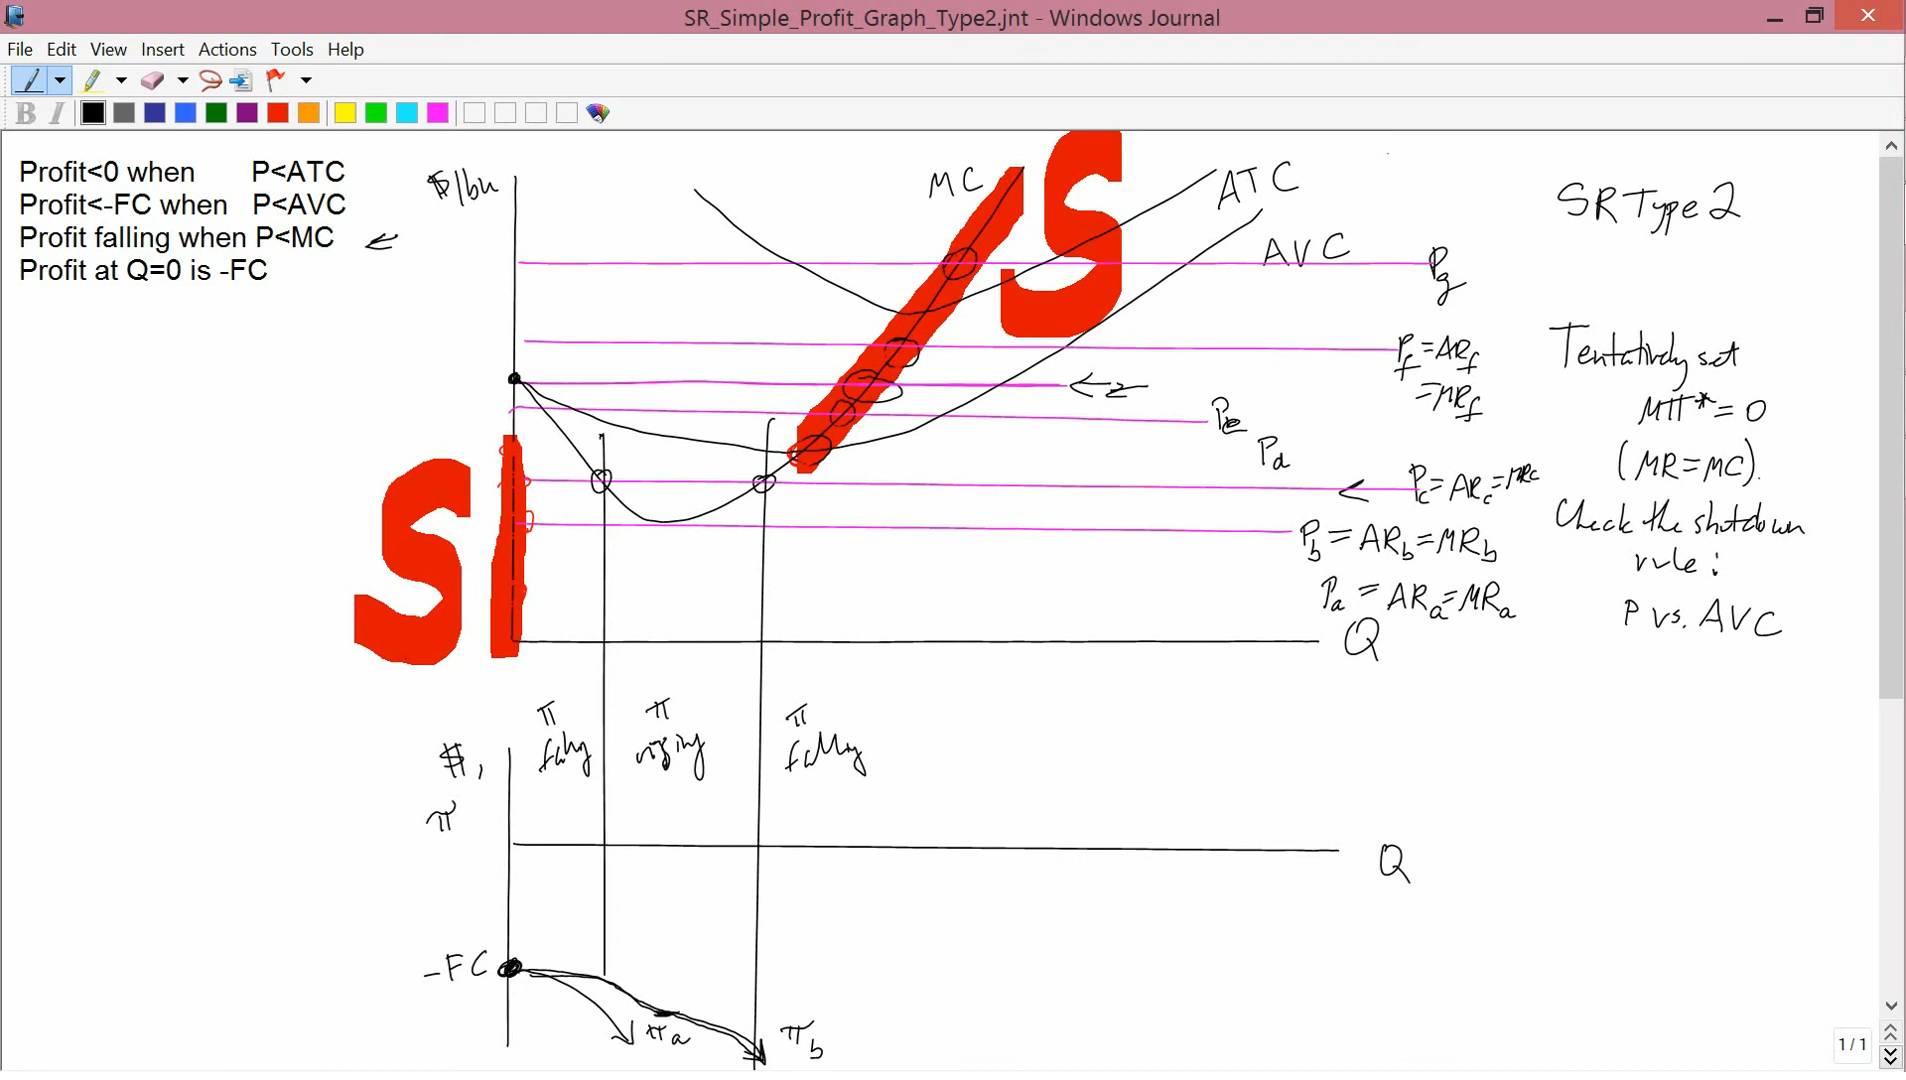 SR_Simple_Profit_Graph_Type2.jnt - Windows Journal
File Edit View Insert Actions Tools Help
B I
Profit<0 when P<ATC
Profit<-FC when P<AVC
Profit falling when P<MC
Profit at Q=0 is -FC
$/bu
MC
S
ATC
AVC
SR Type 2
Pg
Pf = ARf
= MRf
Tentatively set
MΠ* = 0
(MR=MC).
Pe
Pd
Pc = ARc = MRc
Check the shutdown
rule:
P vs. AVC
Pb = ARb = MRb
Pa = ARa = MRa
S
Q
π falling
π rising
π falling
$,
π
Q
-FC
πa
πb
1 / 1